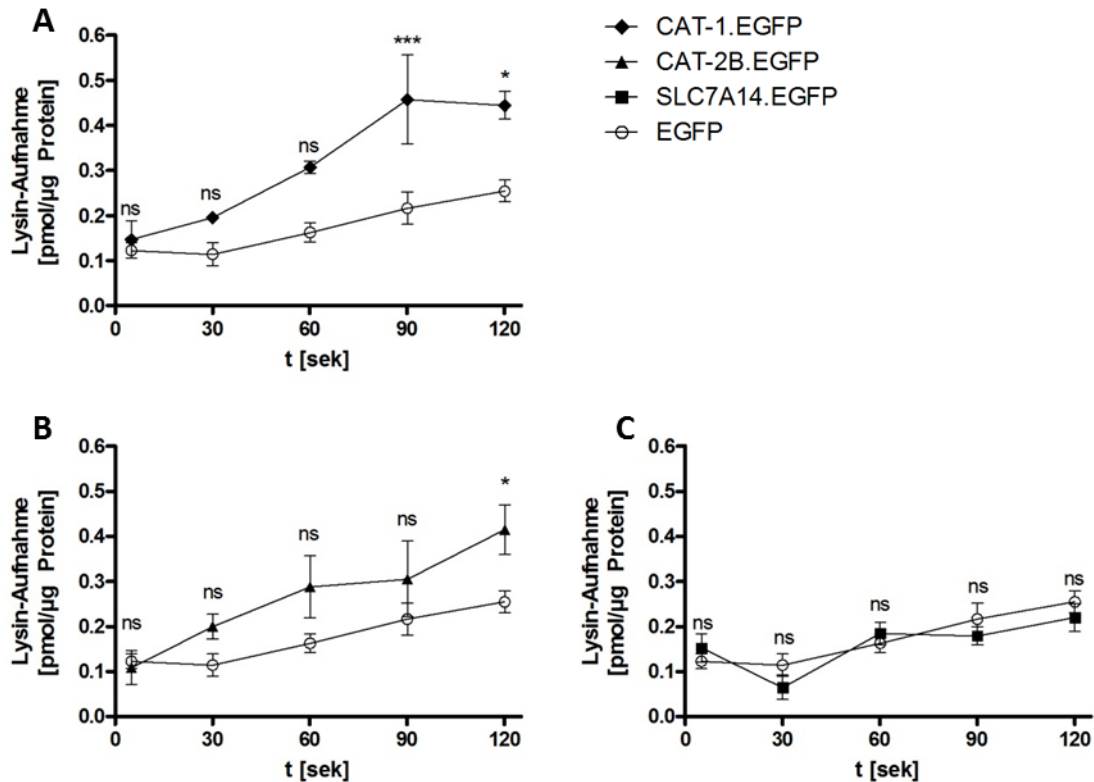 A
0.6
0.5
0.4
0.3
0.2
0.1
0.0
Lysin-Aufnahme
[pmol/µg Protein]
ns
ns
ns
***
*
0
30
60
90
120
t [sek]
CAT-1.EGFP
CAT-2B.EGFP
SLC7A14.EGFP
EGFP
B
0.6
0.5
0.4
0.3
0.2
0.1
0.0
Lysin-Aufnahme
[pmol/µg Protein]
ns
ns
ns
ns
*
0
30
60
90
120
t [sek]
C
0.6
0.5
0.4
0.3
0.2
0.1
0.0
Lysin-Aufnahme
[pmol/µg Protein]
ns
ns
ns
ns
ns
0
30
60
90
120
t [sek]